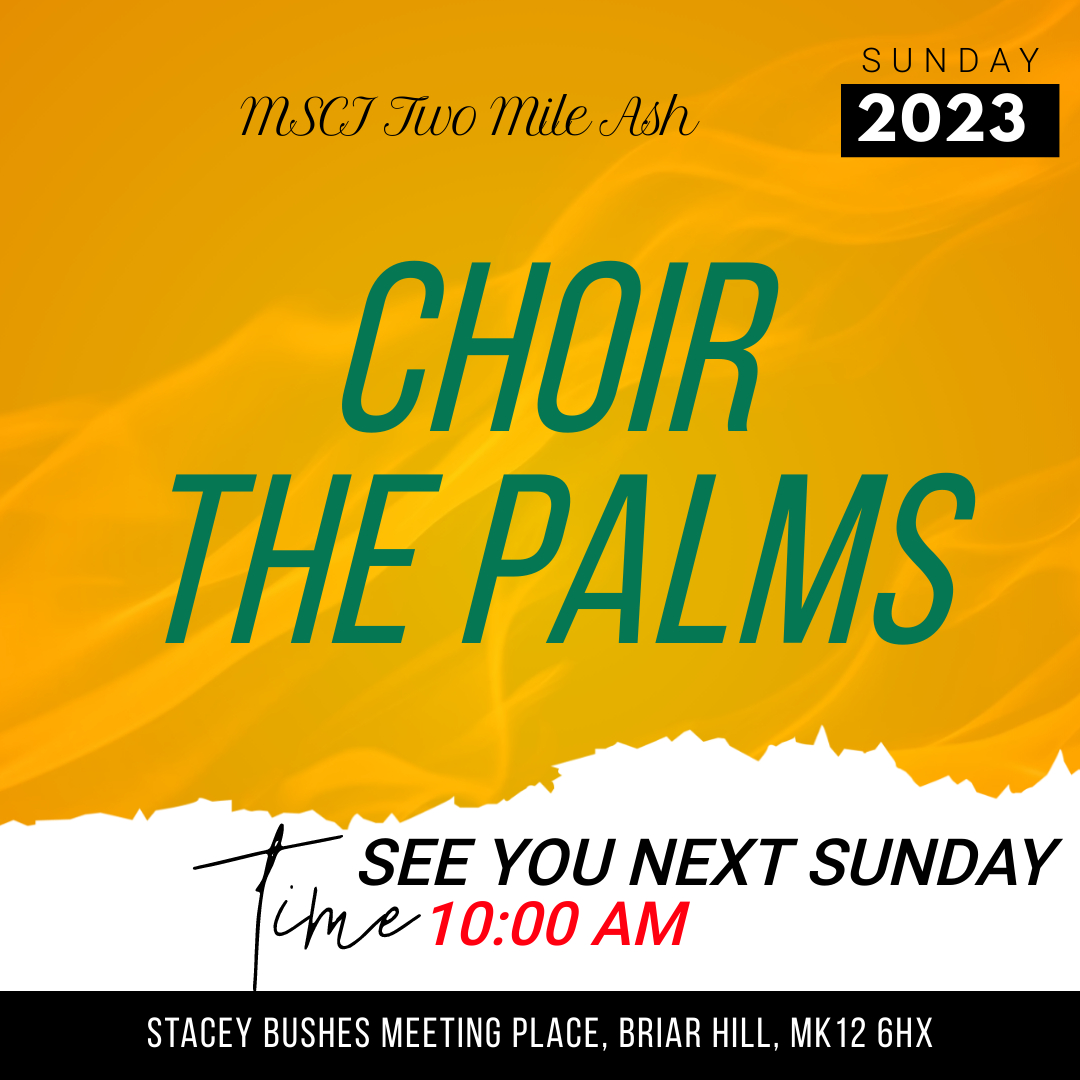 SUNDAY
2023
MSCI Two Mile Ash
CHOIR
THE PALMS
SEE YOU NEXT SUNDAY
Time 10:00 AM
STACEY BUSHES MEETING PLACE, BRIAR HILL, MK12 6HX